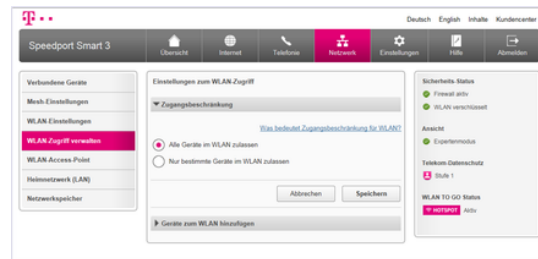 T
Deutsch English Inhalte Kundencenter
Speedport Smart 3
Übersicht
Internet
Telefonie
Netzwerk
Einstellungen
Hilfe
Abmelden
Verbundene Geräte
Mesh-Einstellungen
WLAN-Einstellungen
WLAN-Zugriff verwalten
WLAN-Access-Point
Heimnetzwerk (LAN)
Netzwerkspeicher
Einstellungen zum WLAN-Zugriff
Zugangsbeschränkung
Was bedeutet Zugangsbeschränkung für WLAN?
Alle Geräte im WLAN zulassen
Nur bestimmte Geräte im WLAN zulassen
Abbrechen
Speichern
Geräte zum WLAN hinzufügen
Sicherheits-Status
Firewall aktiv
WLAN verschlüsselt
Ansicht
Expertenmodus
Telekom-Datenschutz
Stufe 1
WLAN TO GO Status
HOTSPOT Aktiv